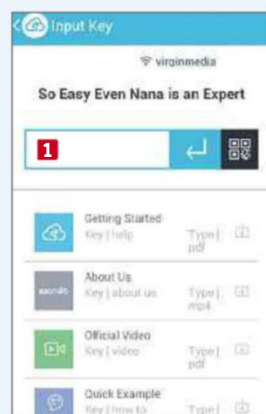 Input Key
virginmedia
So Easy Even Nana is an Expert
1
Getting Started
Key | help
Type |
pdf
About Us
Key | about us
Type |
mp4
Official Video
Key | video
Type |
pdf
Quick Example
Key | how to
Type |